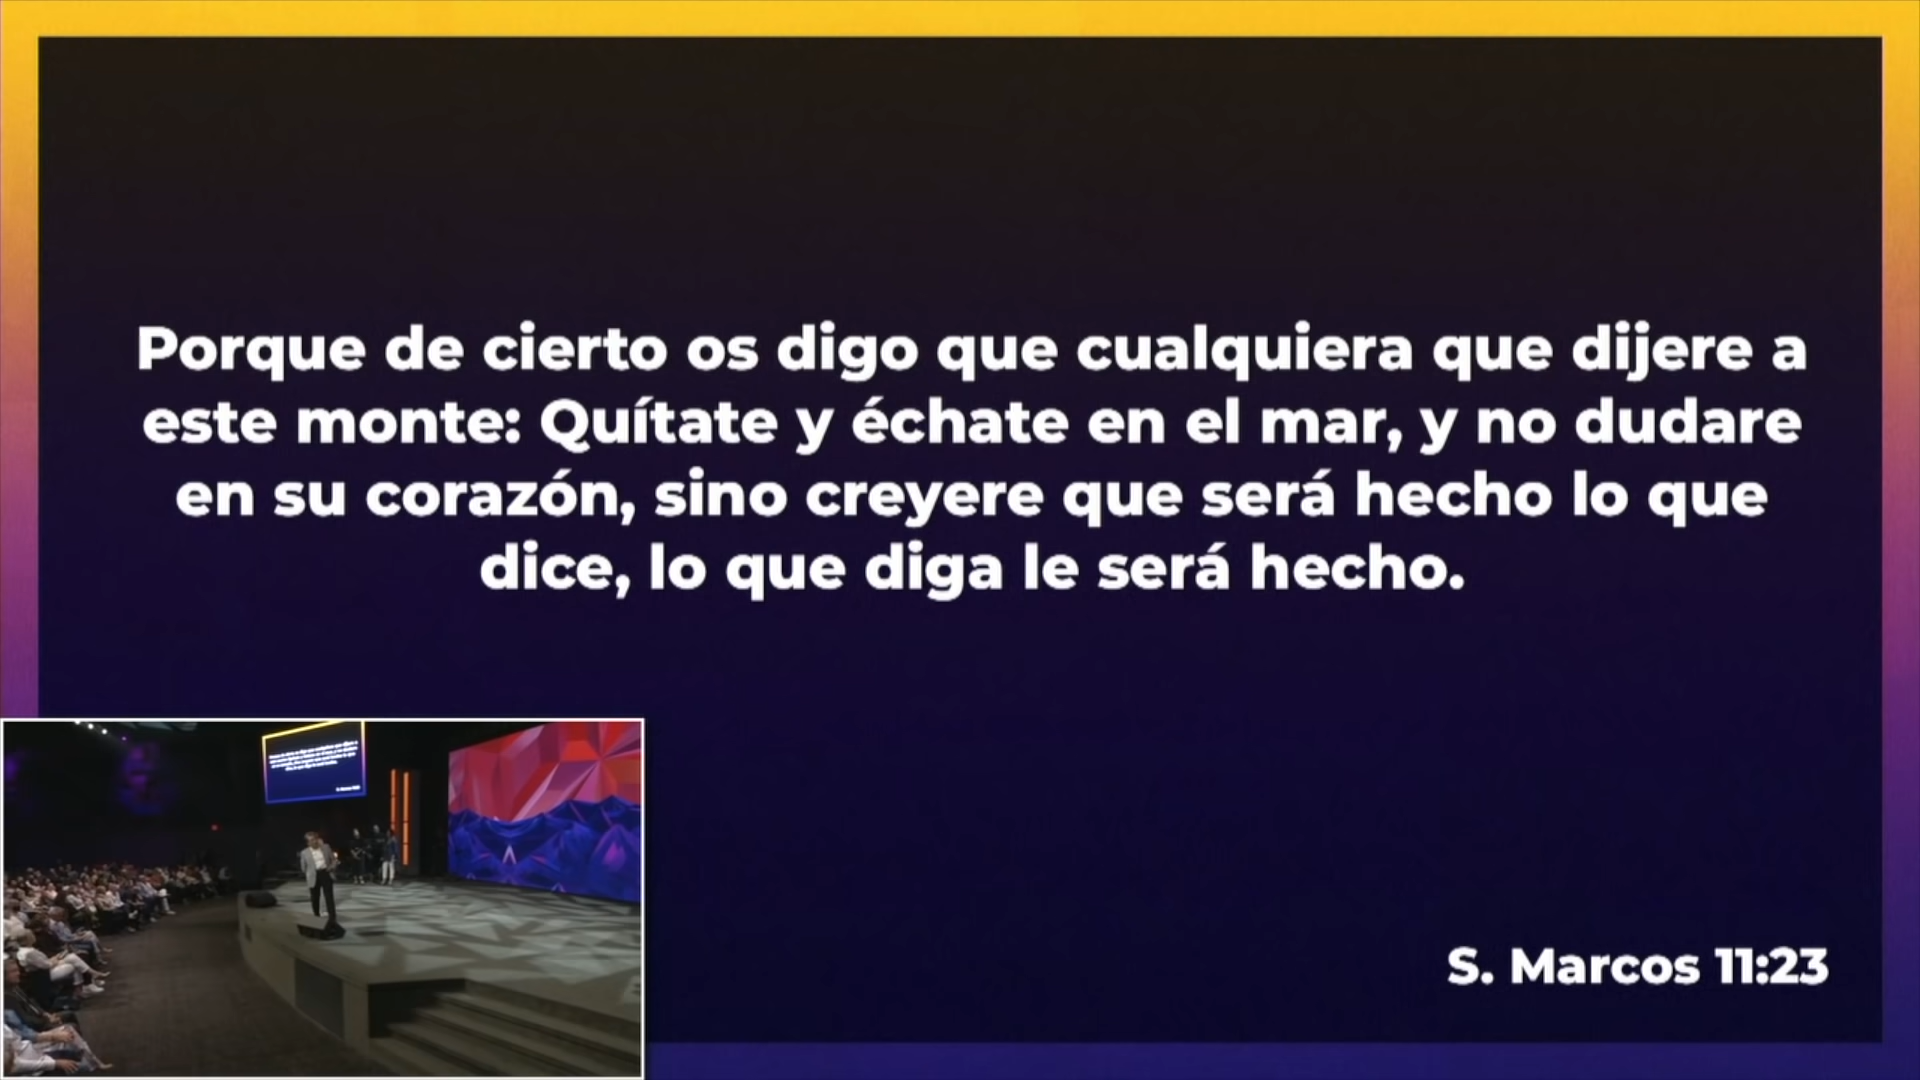 Porque de cierto os digo que cualquiera que dijere a
este monte: Quítate y échate en el mar, y no dudare
en su corazón, sino creyere que será hecho lo que
dice, lo que diga le será hecho.
S. Marcos 11:23